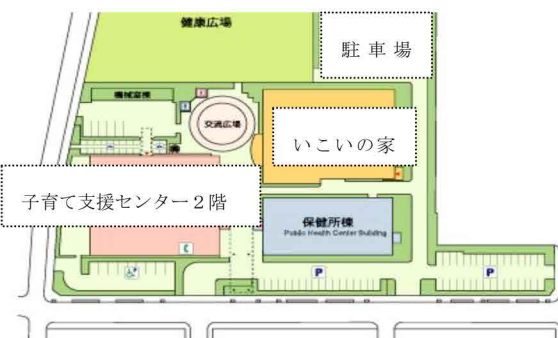 健康広場
駐車場
機械室棟
交流広場
いこいの家
子育て支援センター２階
保健所棟
Public Health Center Building
P
P